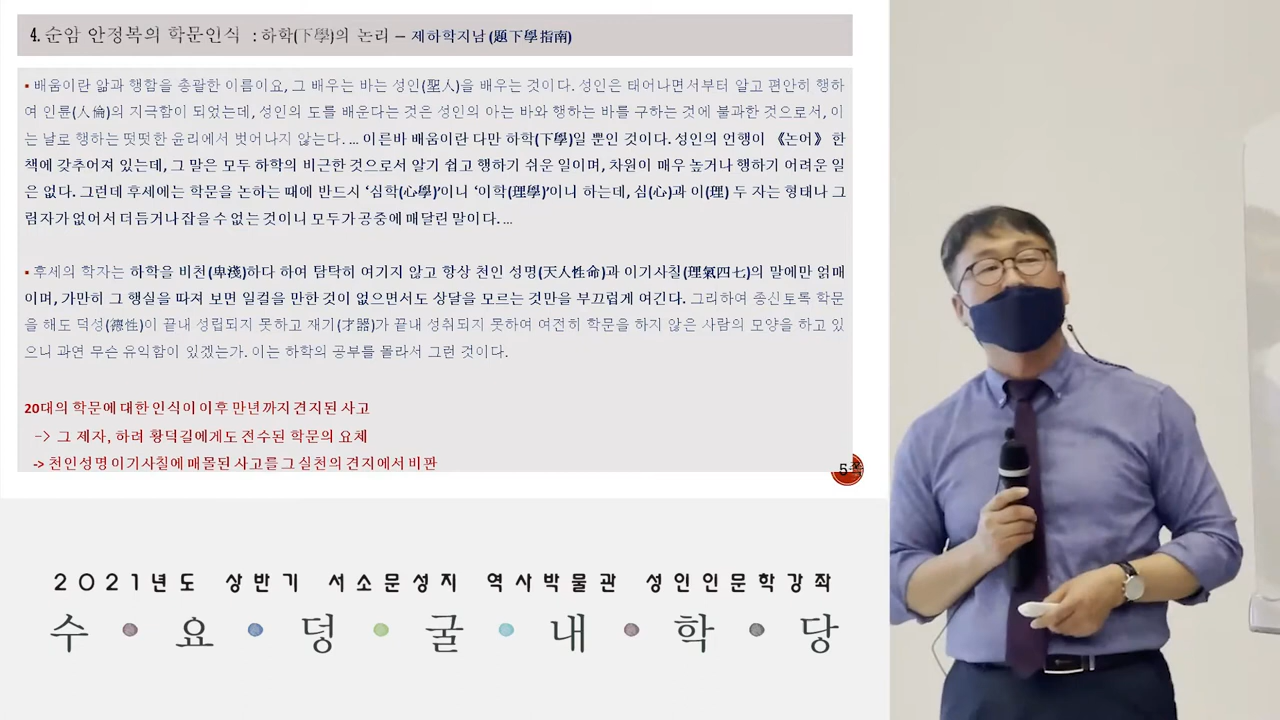 4. 순암 안정복의 학문인식 : 하학(下學)의 논리 – 제하학지남(題下學指南)
▪ 배움이란 앎과 행함을 총괄한 이름이요, 그 배우는 바는 성인(聖人)을 배우는 것이다. 성인은 태어나면서부터 알고 편안히 행하
여 인륜(人倫)의 지극함이 되었는데, 성인의 도를 배운다는 것은 성인의 아는 바와 행하는 바를 구하는 것에 불과한 것으로서, 이
는 날로 행하는 떳떳한 윤리에서 벗어나지 않는다. ... 이른바 배움이란 다만 하학(下學)일 뿐인 것이다. 성인의 언행이 《논어》 한
책에 갖추어져 있는데, 그 말은 모두 하학의 비근한 것으로서 알기 쉽고 행하기 쉬운 일이며, 차원이 매우 높거나 행하기 어려운 일
은 없다. 그런데 후세에는 학문을 논하는 때에 반드시 ‘심학(心學)’이니 ‘이학(理學)’이니 하는데, 심(心)과 이(理) 두 자는 형태나 그
림자가 없어서 더듬거나 잡을 수 없는 것이니 모두가 공중에 매달린 말이다. ...
▪ 후세의 학자는 하학을 비천(卑淺)하다 하여 탐탁히 여기지 않고 항상 천인 성명(天人性命)과 이기사칠(理氣四七)의 말에만 얽매
이며, 가만히 그 행실을 따져 보면 일컬을 만한 것이 없으면서도 상달을 모르는 것만을 부끄럽게 여긴다. 그리하여 종신토록 학문
을 해도 덕성(德性)이 끝내 성립되지 못하고 재기(才器)가 끝내 성취되지 못하여 여전히 학문을 하지 않은 사람의 모양을 하고 있
으니 과연 무슨 유익함이 있겠는가. 이는 하학의 공부를 몰라서 그런 것이다.
20대의 학문에 대한 인식이 이후 만년까지 견지된 사고
-> 그 제자, 하려 황덕길에게도 전수된 학문의 요체
-> 천인성명 이기사칠에 매몰된 사고를 그 실천의 견지에서 비판
5쪽
2021년도 상반기 서소문성지 역사박물관 성인인문학강좌
수 • 요 • 덩 • 굴 • 내 • 학 • 당